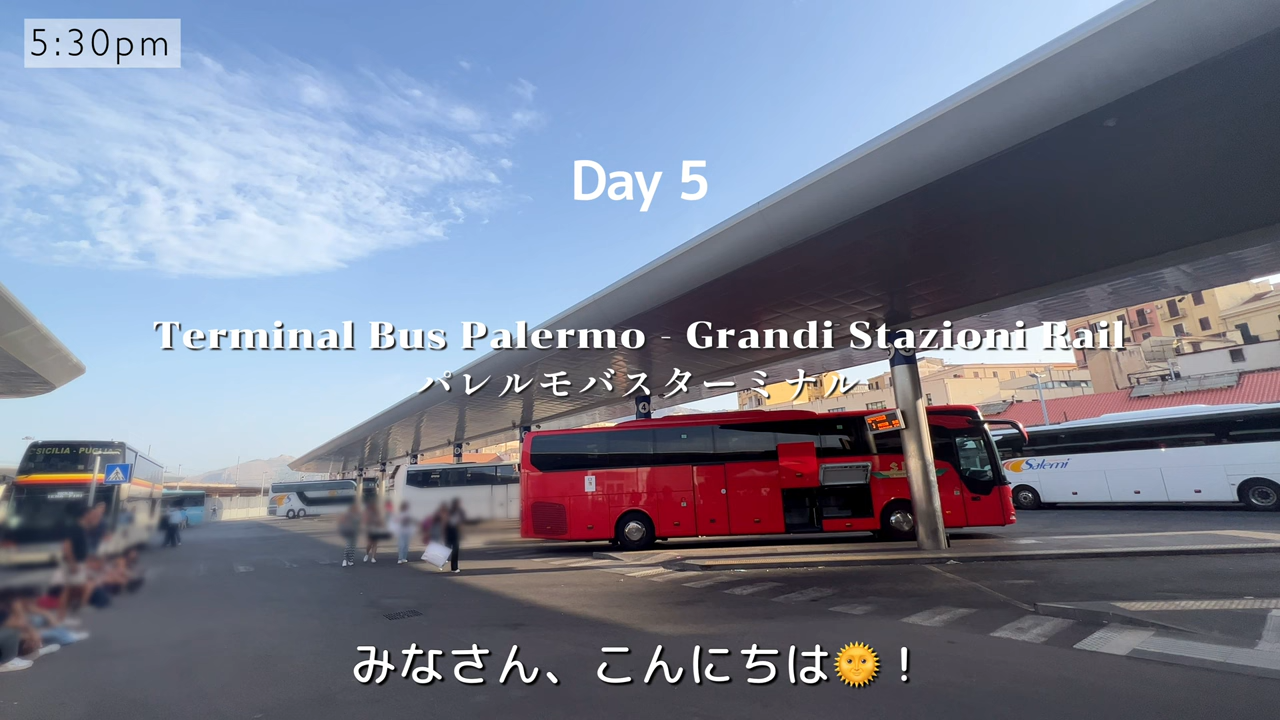 5:30pm
Day 5
Terminal Bus Palermo - Grandi Stazioni Rail
パレルモバスターミナル
4
SICILIA - PUGLIA
Salemi
みなさん、こんにちは🌞！